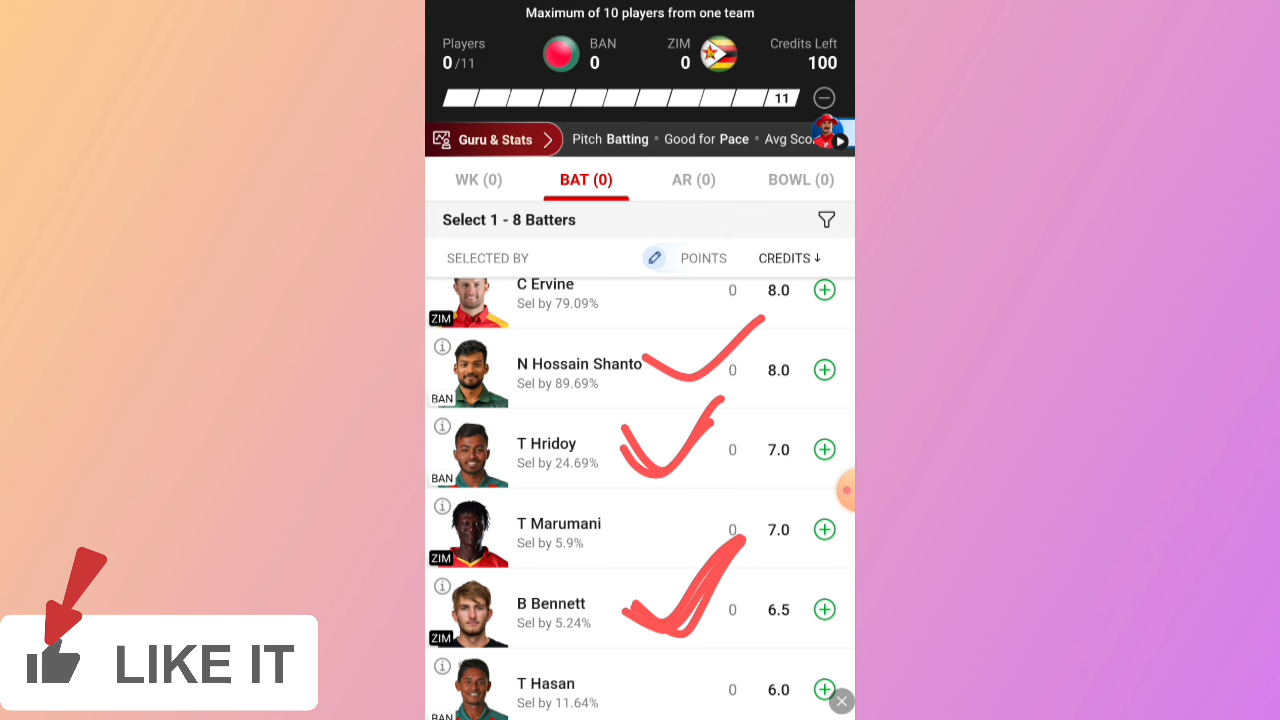 Maximum of 10 players from one team
Players BAN ZIM Credits Left
0/11 0 0 100
11
Guru & Stats Pitch Batting • Good for Pace • Avg Sco
WK (0) BAT (0) AR (0) BOWL (0)
Select 1 - 8 Batters
SELECTED BY POINTS CREDITS ↓
C Ervine
Sel by 79.09% 0 8.0
ZIM
N Hossain Shanto
Sel by 89.69% 0 8.0
BAN
T Hridoy
Sel by 24.69% 0 7.0
BAN
T Marumani
Sel by 5.9% 0 7.0
ZIM
B Bennett
Sel by 5.24% 0 6.5
ZIM
T Hasan
Sel by 11.64% 0 6.0
BAN
LIKE IT